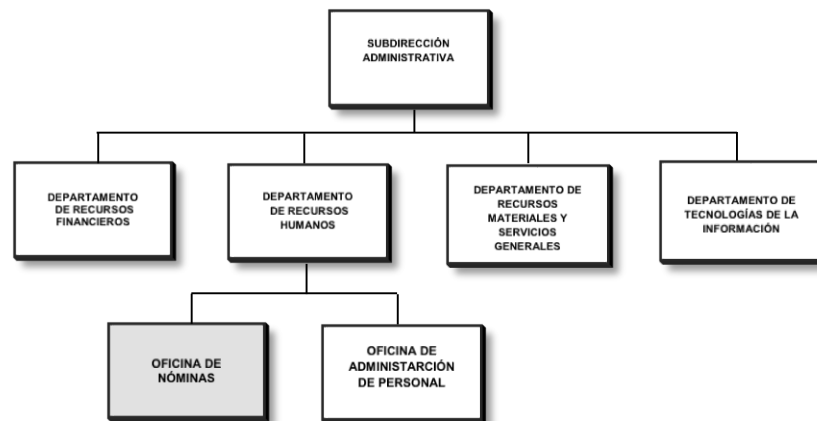 SUBDIRECCIÓN
ADMINISTRATIVA
DEPARTAMENTO
DE RECURSOS
FINANCIEROS
DEPARTAMENTO
DE RECURSOS
HUMANOS
DEPARTAMENTO DE
RECURSOS
MATERIALES Y
SERVICIOS
GENERALES
DEPARTAMENTO DE
TECNOLOGÍAS DE LA
INFORMACIÓN
OFICINA DE
NÓMINAS
OFICINA DE
ADMINISTARCIÓN
DE PERSONAL